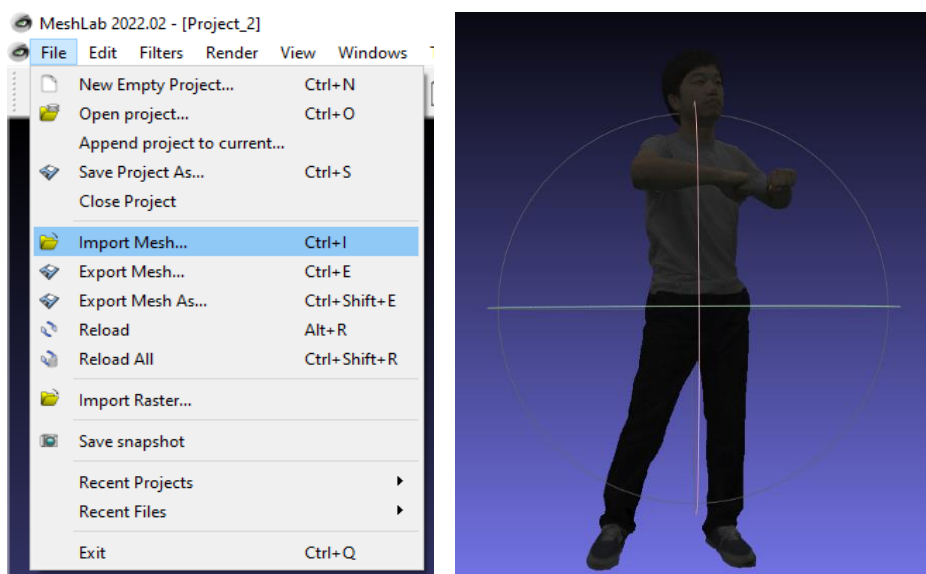 MeshLab 2022.02 - [Project_2]
File Edit Filters Render View Windows
New Empty Project... Ctrl+N
Open project... Ctrl+O
Append project to current...
Save Project As... Ctrl+S
Close Project
Import Mesh... Ctrl+I
Export Mesh... Ctrl+E
Export Mesh As... Ctrl+Shift+E
Reload Alt+R
Reload All Ctrl+Shift+R
Import Raster...
Save snapshot
Recent Projects
Recent Files
Exit Ctrl+Q